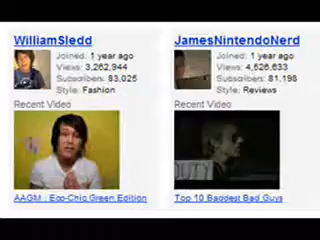 WilliamSledd
Joined: 1 year ago
Views: 3,262,944
Subscribers: 83,025
Style: Fashion
Recent Video
AAGM : Eco-Chic Green Edition
JamesNintendoNerd
Joined: 1 year ago
Views: 4,526,633
Subscribers: 81,198
Style: Reviews
Recent Video
Top 10 Baddest Bad Guys